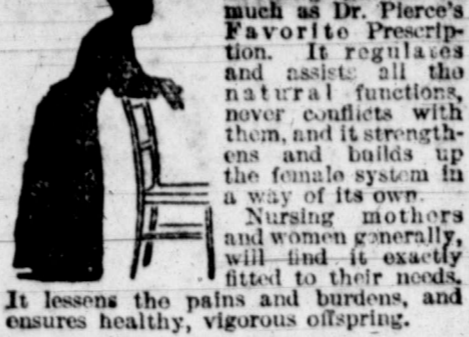 much as Dr. Pierce's
Favorite Prescrip-
tion. It regulates
and assists all the
natural functions,
never conflicts with
them, and it strength-
ens and builds up
the female system in
a way of its own.
Nursing mothers
and women generally,
will find it exactly
fitted to their needs.
It lessens the pains and burdens, and
ensures healthy, vigorous offspring.